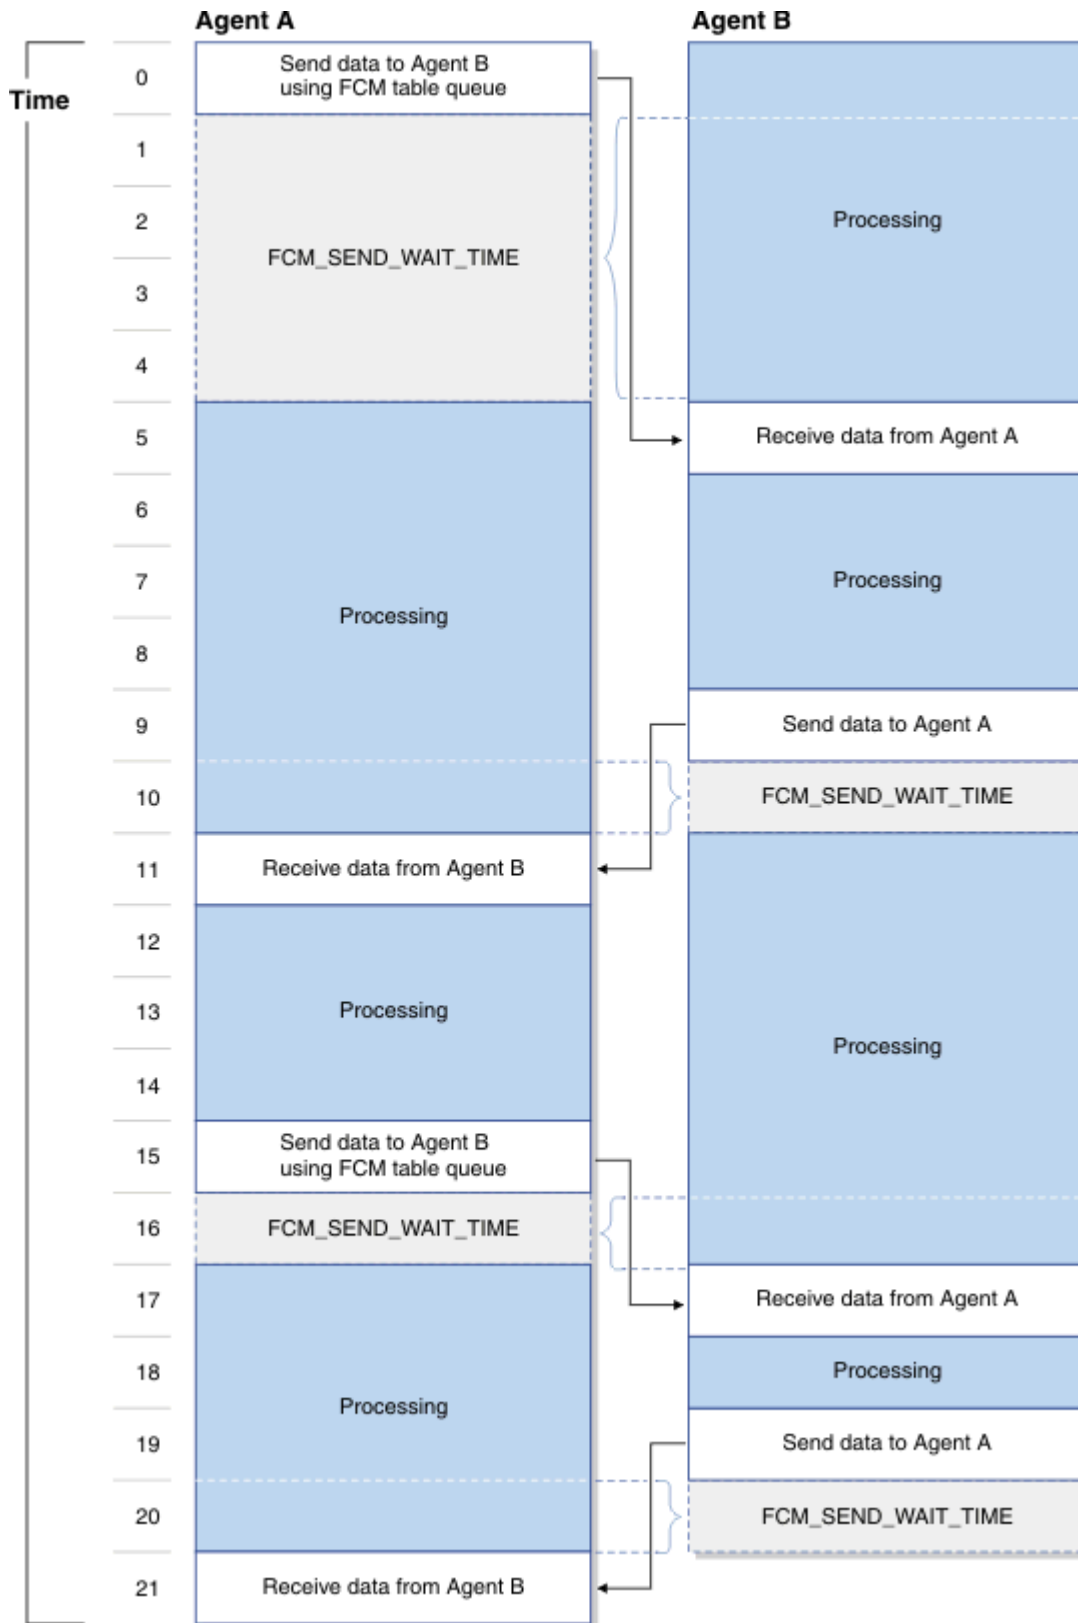 Agent A
Agent B
Time
0
Send data to Agent B
using FCM table queue
1
2
Processing
FCM_SEND_WAIT_TIME
3
4
5
Receive data from Agent A
6
7
Processing
Processing
8
9
Send data to Agent A
10
FCM_SEND_WAIT_TIME
11
Receive data from Agent B
12
13
Processing
Processing
14
15
Send data to Agent B
using FCM table queue
16
FCM_SEND_WAIT_TIME
17
Receive data from Agent A
18
Processing
Processing
19
Send data to Agent A
20
FCM_SEND_WAIT_TIME
21
Receive data from Agent B